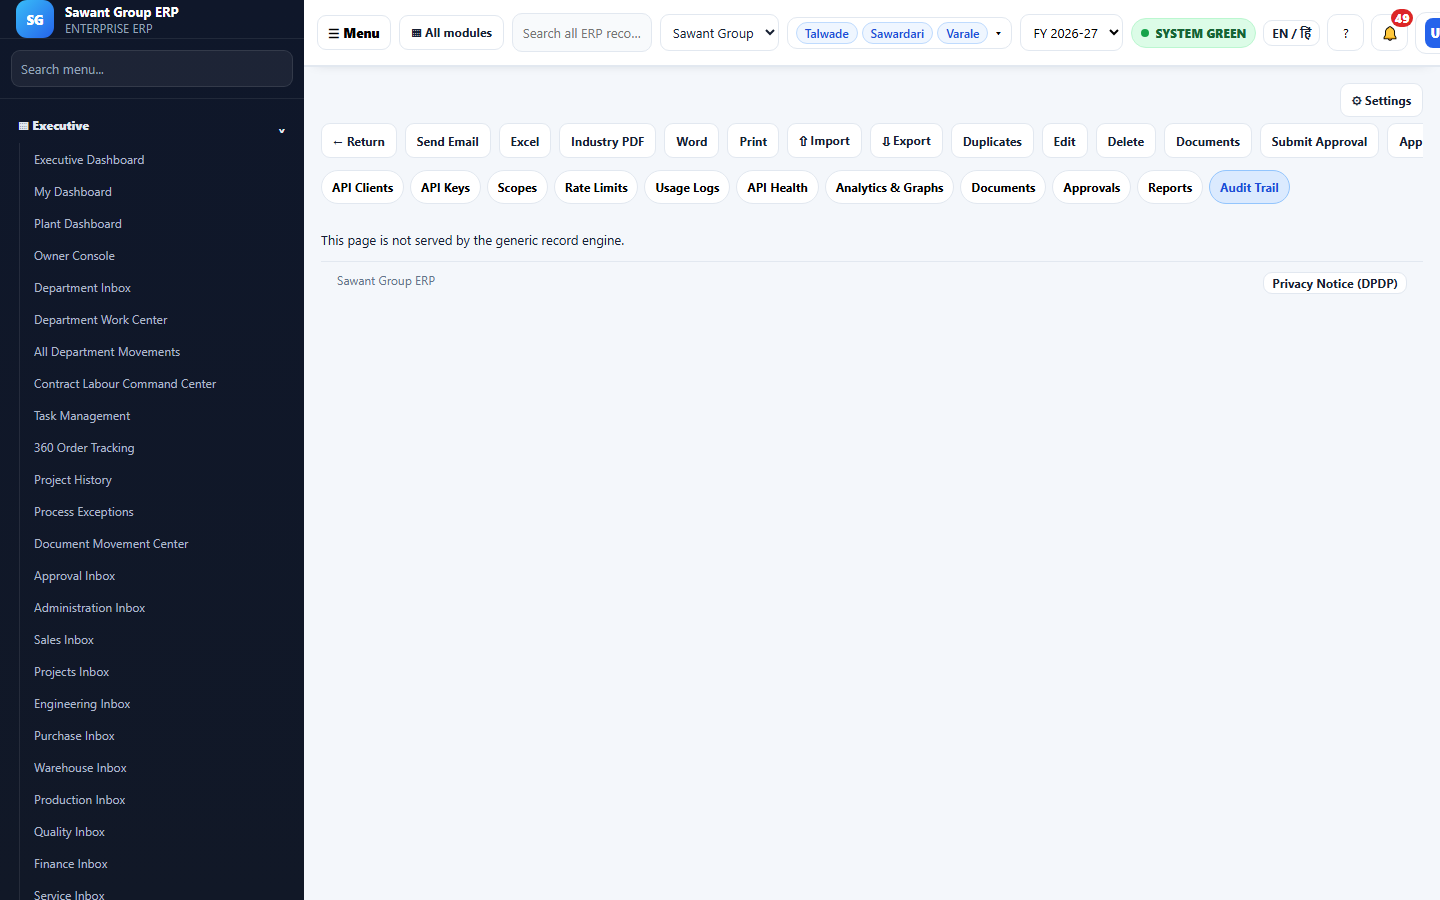 SG
Sawant Group ERP
ENTERPRISE ERP
☰ Menu
▦ All modules
Search all ERP reco...
Sawant Group
Talwade
Sawardari
Varale
FY 2026-27
SYSTEM GREEN
EN / हिं
?
49
U
Search menu...
⚙ Settings
← Return
Send Email
Excel
Industry PDF
Word
Print
⇧ Import
⇩ Export
Duplicates
Edit
Delete
Documents
Submit Approval
App
API Clients
API Keys
Scopes
Rate Limits
Usage Logs
API Health
Analytics & Graphs
Documents
Approvals
Reports
Audit Trail
This page is not served by the generic record engine.
Sawant Group ERP
Privacy Notice (DPDP)
Executive
Executive Dashboard
My Dashboard
Plant Dashboard
Owner Console
Department Inbox
Department Work Center
All Department Movements
Contract Labour Command Center
Task Management
360 Order Tracking
Project History
Process Exceptions
Document Movement Center
Approval Inbox
Administration Inbox
Sales Inbox
Projects Inbox
Engineering Inbox
Purchase Inbox
Warehouse Inbox
Production Inbox
Quality Inbox
Finance Inbox
Service Inbox